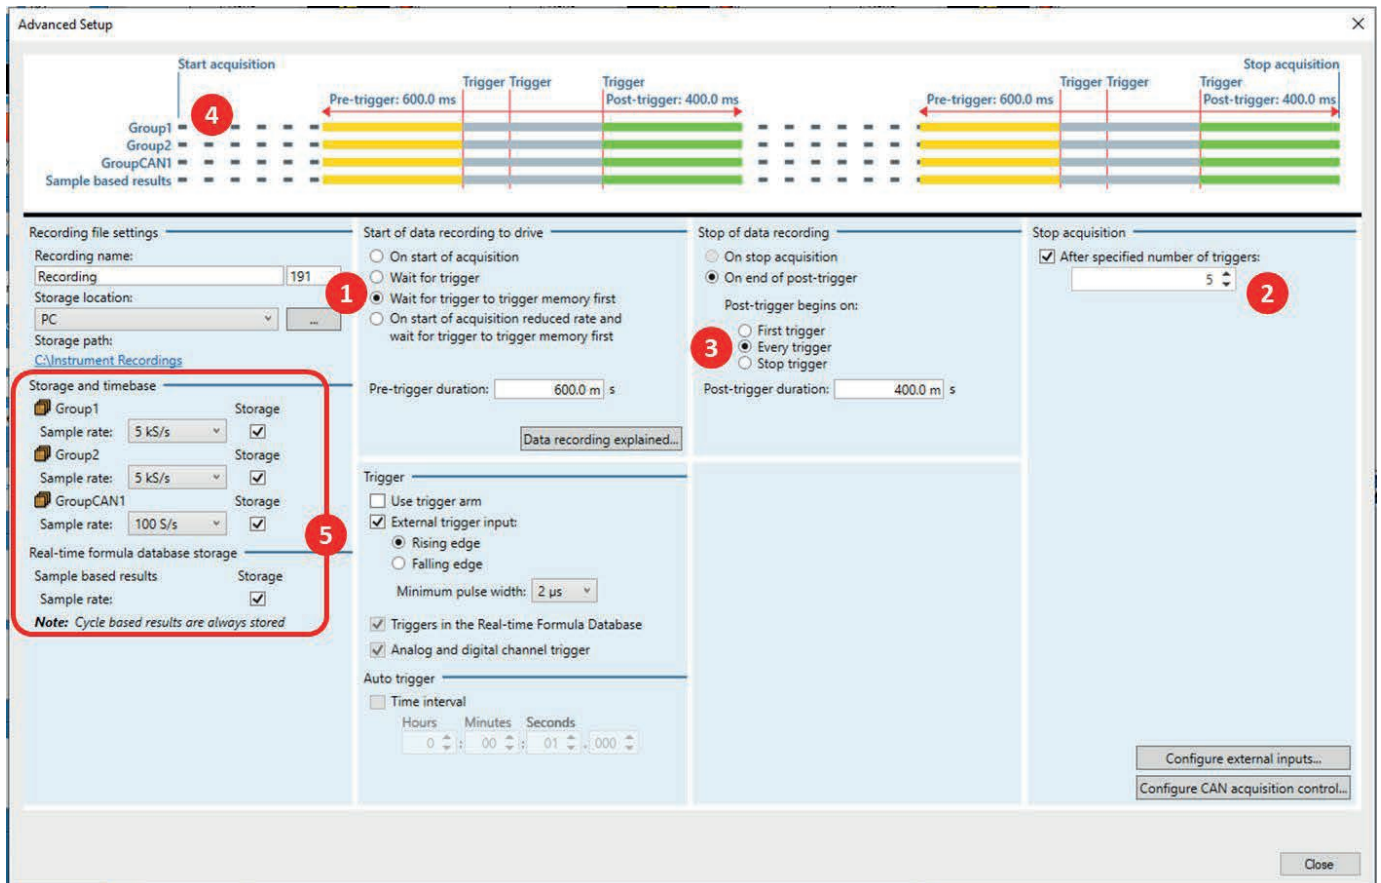 Advanced Setup
Start acquisition
Stop acquisition
Trigger Trigger Trigger
Trigger Trigger Trigger
Pre-trigger: 600.0 ms
Post-trigger: 400.0 ms
Pre-trigger: 600.0 ms
Post-trigger: 400.0 ms
4
Group1
Group2
GroupCAN1
Sample based results
Recording file settings
Recording name:
Recording 191
Storage location:
PC ...
Storage path:
C:\Instrument Recordings
Storage and timebase
Group1 Storage
Sample rate: 5 kS/s
Group2 Storage
Sample rate: 5 kS/s
GroupCAN1 Storage
Sample rate: 100 S/s
5
Real-time formula database storage
Sample based results Storage
Sample rate:
Note: Cycle based results are always stored
Start of data recording to drive
On start of acquisition
Wait for trigger
1
Wait for trigger to trigger memory first
On start of acquisition reduced rate and
wait for trigger to trigger memory first
Pre-trigger duration: 600.0 m s
Data recording explained...
Trigger
Use trigger arm
External trigger input:
Rising edge
Falling edge
Minimum pulse width: 2 µs
Triggers in the Real-time Formula Database
Analog and digital channel trigger
Auto trigger
Time interval
Hours Minutes Seconds
0 : 00 : 01 . 000
Stop of data recording
On stop acquisition
On end of post-trigger
Post-trigger begins on:
First trigger
3
Every trigger
Stop trigger
Post-trigger duration: 400.0 m s
Stop acquisition
After specified number of triggers:
5
2
Configure external inputs...
Configure CAN acquisition control...
Close